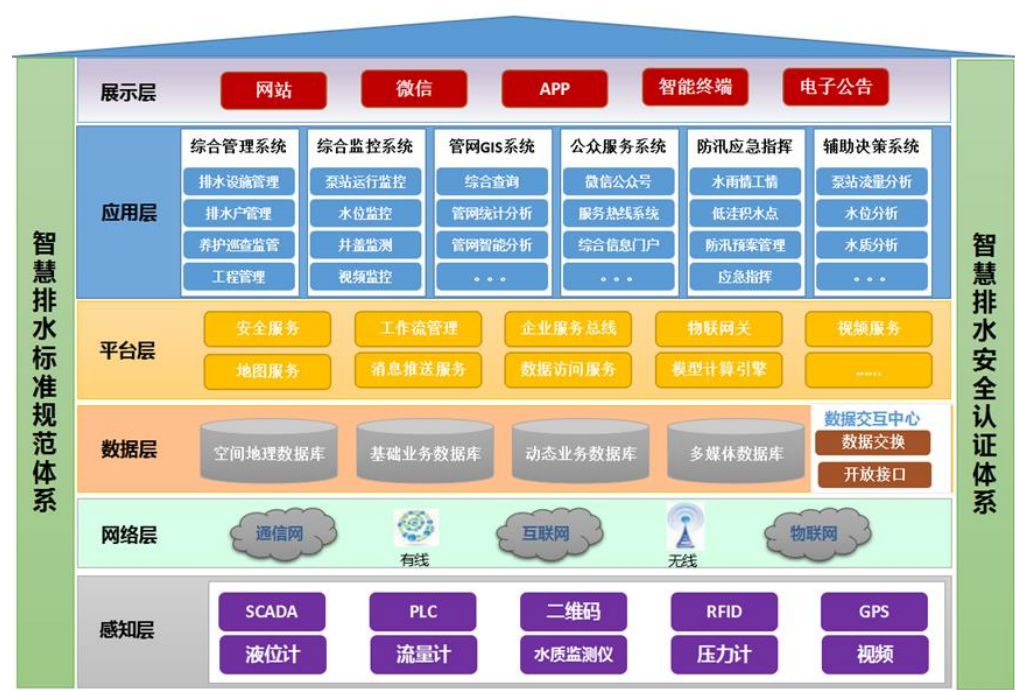 智慧排水标准规范体系
展示层
网站
微信
APP
智能终端
电子公告
应用层
综合管理系统
排水设施管理
排水户管理
养护巡查监管
工程管理
综合监控系统
泵站运行监控
水位监控
井盖监测
视频监控
管网GIS系统
综合查询
管网统计分析
管网智能分析
。。。
公众服务系统
微信公众号
服务热线系统
综合信息门户
。。。
防汛应急指挥
水雨情工情
低洼积水点
防汛预案管理
应急指挥
辅助决策系统
泵站流量分析
水位分析
水质分析
。。。
平台层
安全服务
工作流管理
企业服务总线
物联网关
视频服务
地图服务
消息推送服务
数据访问服务
模型计算引擎
......
数据层
空间地理数据库
基础业务数据库
动态业务数据库
多媒体数据库
数据交互中心
数据交换
开放接口
网络层
通信网
有线
互联网
无线
物联网
感知层
SCADA
PLC
二维码
RFID
GPS
液位计
流量计
水质监测仪
压力计
视频
智慧排水安全认证体系